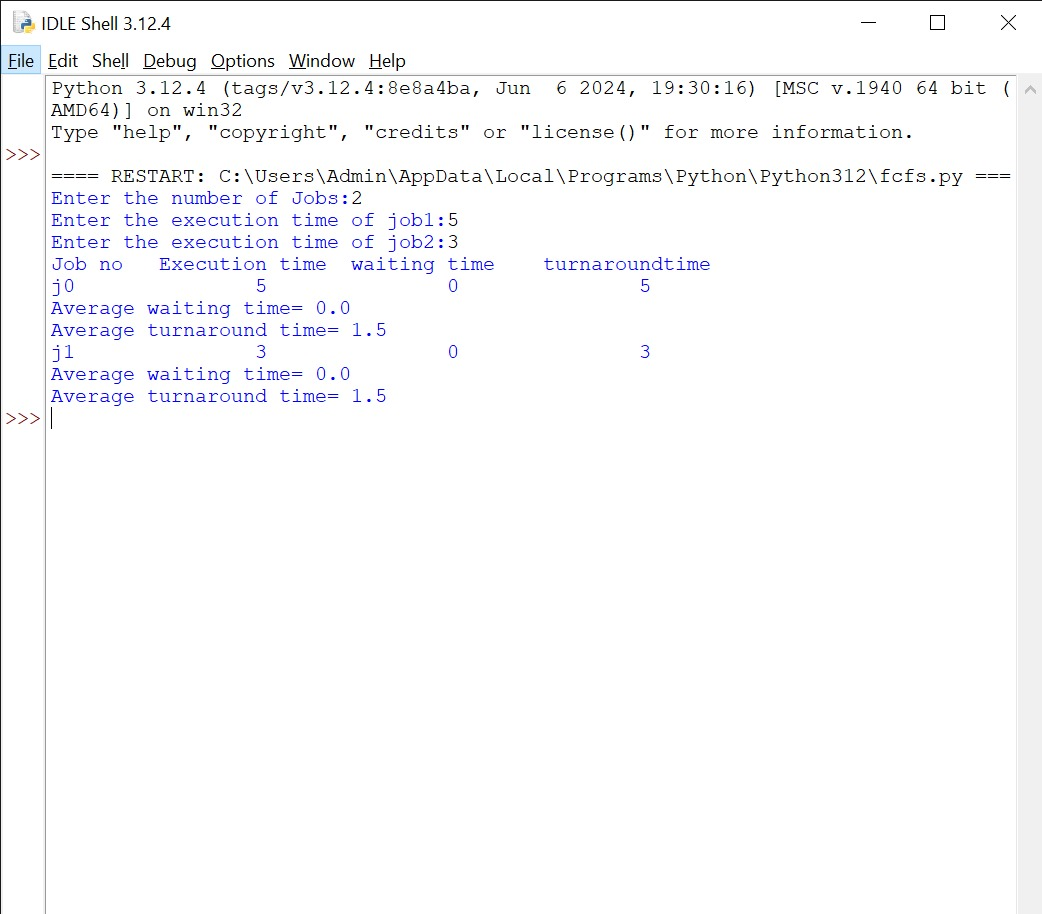 IDLE Shell 3.12.4
File Edit Shell Debug Options Window Help
Python 3.12.4 (tags/v3.12.4:8e8a4ba, Jun  6 2024, 19:30:16) [MSC v.1940 64 bit (
AMD64)] on win32
Type "help", "copyright", "credits" or "license()" for more information.
>>>
==== RESTART: C:\Users\Admin\AppData\Local\Programs\Python\Python312\fcfs.py ===
Enter the number of Jobs:2
Enter the execution time of job1:5
Enter the execution time of job2:3
Job no   Execution time  waiting time    turnaroundtime
j0               5               0               5
Average waiting time= 0.0
Average turnaround time= 1.5
j1               3               0               3
Average waiting time= 0.0
Average turnaround time= 1.5
>>>